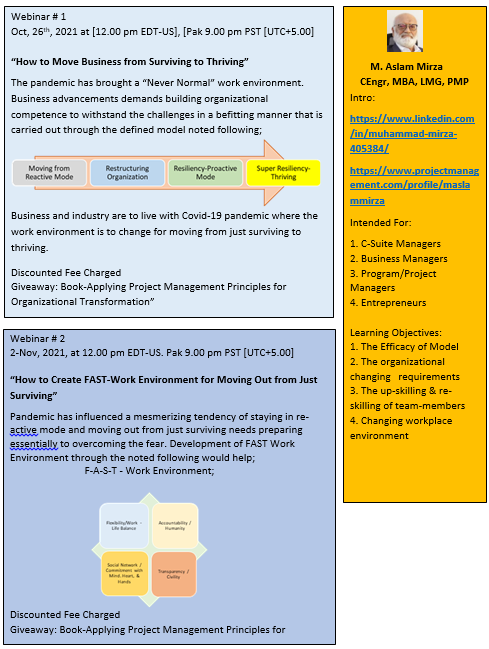 Webinar # 1
Oct, 26th, 2021 at [12.00 pm EDT-US], [Pak 9.00 pm PST [UTC+5.00]
“How to Move Business from Surviving to Thriving”
The pandemic has brought a “Never Normal” work environment.
Business advancements demands building organizational
competence to withstand the challenges in a befitting manner that is
carried out through the defined model noted following;
Moving from
Reactive Mode
Restructuring
Organization
Resiliency-Proactive
Mode
Super Resiliency-
Thriving
Business and industry are to live with Covid-19 pandemic where the
work environment is to change for moving from just surviving to
thriving.
Discounted Fee Charged
Giveaway: Book-Applying Project Management Principles for
Organizational Transformation”
Webinar # 2
2-Nov, 2021, at 12.00 pm EDT-US. Pak 9.00 pm PST [UTC+5.00]
“How to Create FAST-Work Environment for Moving Out from Just
Surviving”
Pandemic has influenced a mesmerizing tendency of staying in re-
active mode and moving out from just surviving needs preparing
essentially to overcoming the fear. Development of FAST Work
Environment through the noted following would help;
F-A-S-T - Work Environment;
Flexibility/Work -
Life Balance
Accountability /
Humanity
Social Network /
Commitment with
Mind, Heart, &
Hands
Transparency /
Civility
Discounted Fee Charged
Giveaway: Book-Applying Project Management Principles for
M. Aslam Mirza
CEngr, MBA, LMG, PMP
Intro:
https://www.linkedin.com
/in/muhammad-mirza-
405384/
https://www.projectmanag
ement.com/profile/masla
mmirza
Intended For:
1. C-Suite Managers
2. Business Managers
3. Program/Project
Managers
4. Entrepreneurs
Learning Objectives:
1. The Efficacy of Model
2. The organizational
changing requirements
3. The up-skilling & re-
skilling of team-members
4. Changing workplace
environment